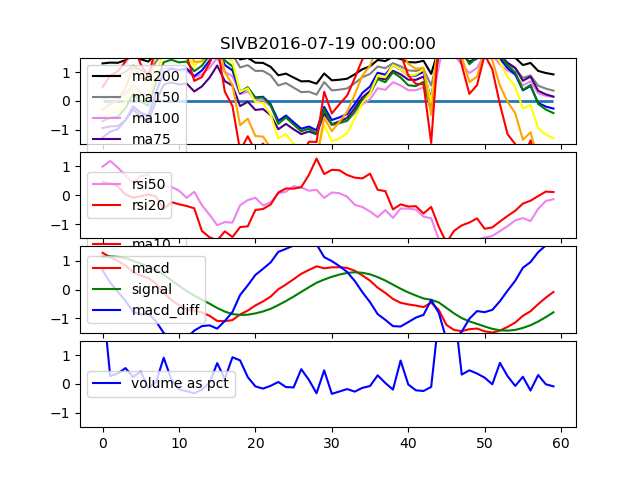 SIVB2016-07-19 00:00:00
1
0
−1
ma200
ma150
ma100
ma75
1
0
−1
rsi50
rsi20
ma10
1
0
−1
macd
signal
macd_diff
1
0
−1
volume as pct
0 10 20 30 40 50 60